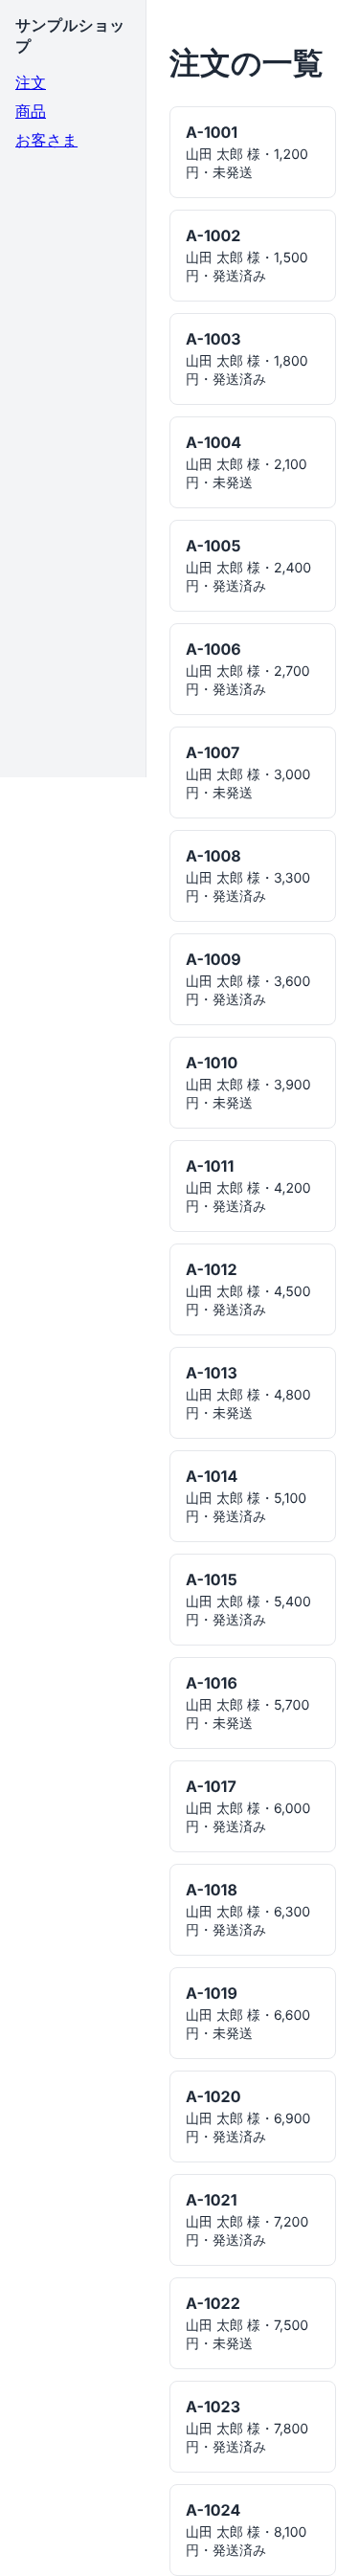 サンプルショッ
プ
注文
商品
お客さま
注文の一覧
A-1001
山田 太郎 様・1,200
円・未発送
A-1002
山田 太郎 様・1,500
円・発送済み
A-1003
山田 太郎 様・1,800
円・発送済み
A-1004
山田 太郎 様・2,100
円・未発送
A-1005
山田 太郎 様・2,400
円・発送済み
A-1006
山田 太郎 様・2,700
円・発送済み
A-1007
山田 太郎 様・3,000
円・未発送
A-1008
山田 太郎 様・3,300
円・発送済み
A-1009
山田 太郎 様・3,600
円・発送済み
A-1010
山田 太郎 様・3,900
円・未発送
A-1011
山田 太郎 様・4,200
円・発送済み
A-1012
山田 太郎 様・4,500
円・発送済み
A-1013
山田 太郎 様・4,800
円・未発送
A-1014
山田 太郎 様・5,100
円・発送済み
A-1015
山田 太郎 様・5,400
円・発送済み
A-1016
山田 太郎 様・5,700
円・未発送
A-1017
山田 太郎 様・6,000
円・発送済み
A-1018
山田 太郎 様・6,300
円・発送済み
A-1019
山田 太郎 様・6,600
円・未発送
A-1020
山田 太郎 様・6,900
円・発送済み
A-1021
山田 太郎 様・7,200
円・発送済み
A-1022
山田 太郎 様・7,500
円・未発送
A-1023
山田 太郎 様・7,800
円・発送済み
A-1024
山田 太郎 様・8,100
円・発送済み